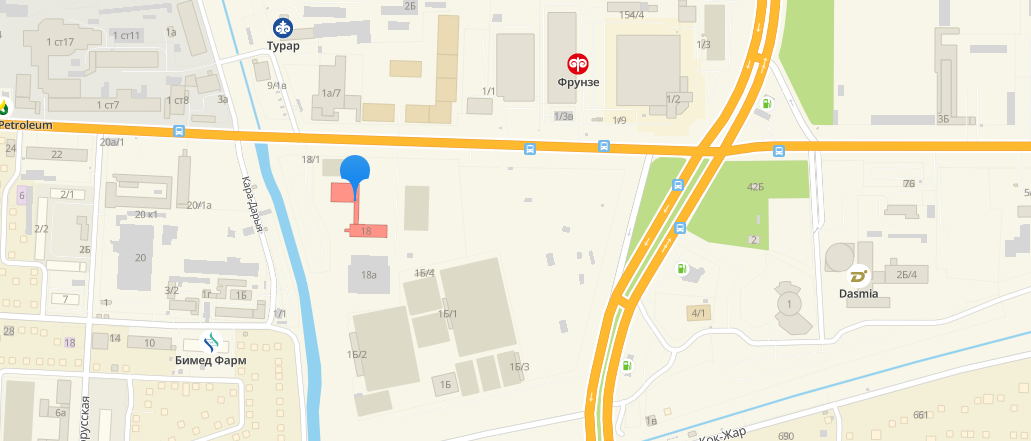 2Б
154/4
1 ст17
1 ст11
1а
Турар
1/3
Фрунзе
9/1в
1а/7
1/1
1/2
1 ст7
1 ст8
3а
1/3в
1/9
3Б
Petroleum
20а/1
24
22
18/1
6
2/1
20 к1
20/1а
Кара-Дарыя
42Б
7б
2/2
2Б
18
2
20
18а
1Б/4
Dasmia
2Б/4
7
1
3/2
1г
1Б
1/1
1Б/1
4/1
1
28
18
14
10
Бимед Фарм
1Б/2
1Б/3
1Б
6а
русская
1в
661
Кок-Жар